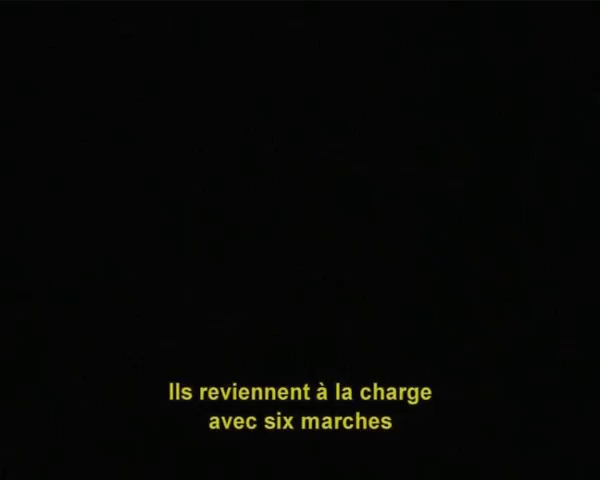 Ils reviennent à la charge
avec six marches